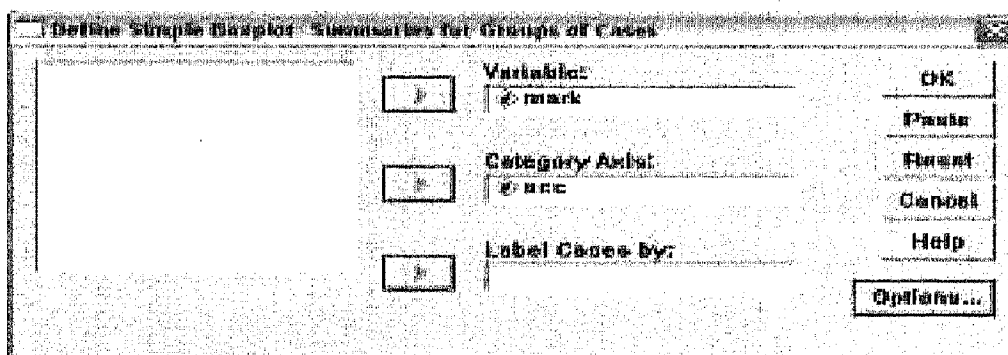 Define Simple Boxplot: Summaries for Groups of Cases
Variable:
mark
OK
Paste
Category Axis:
Reset
Cancel
Label Cases by:
Help
Options...